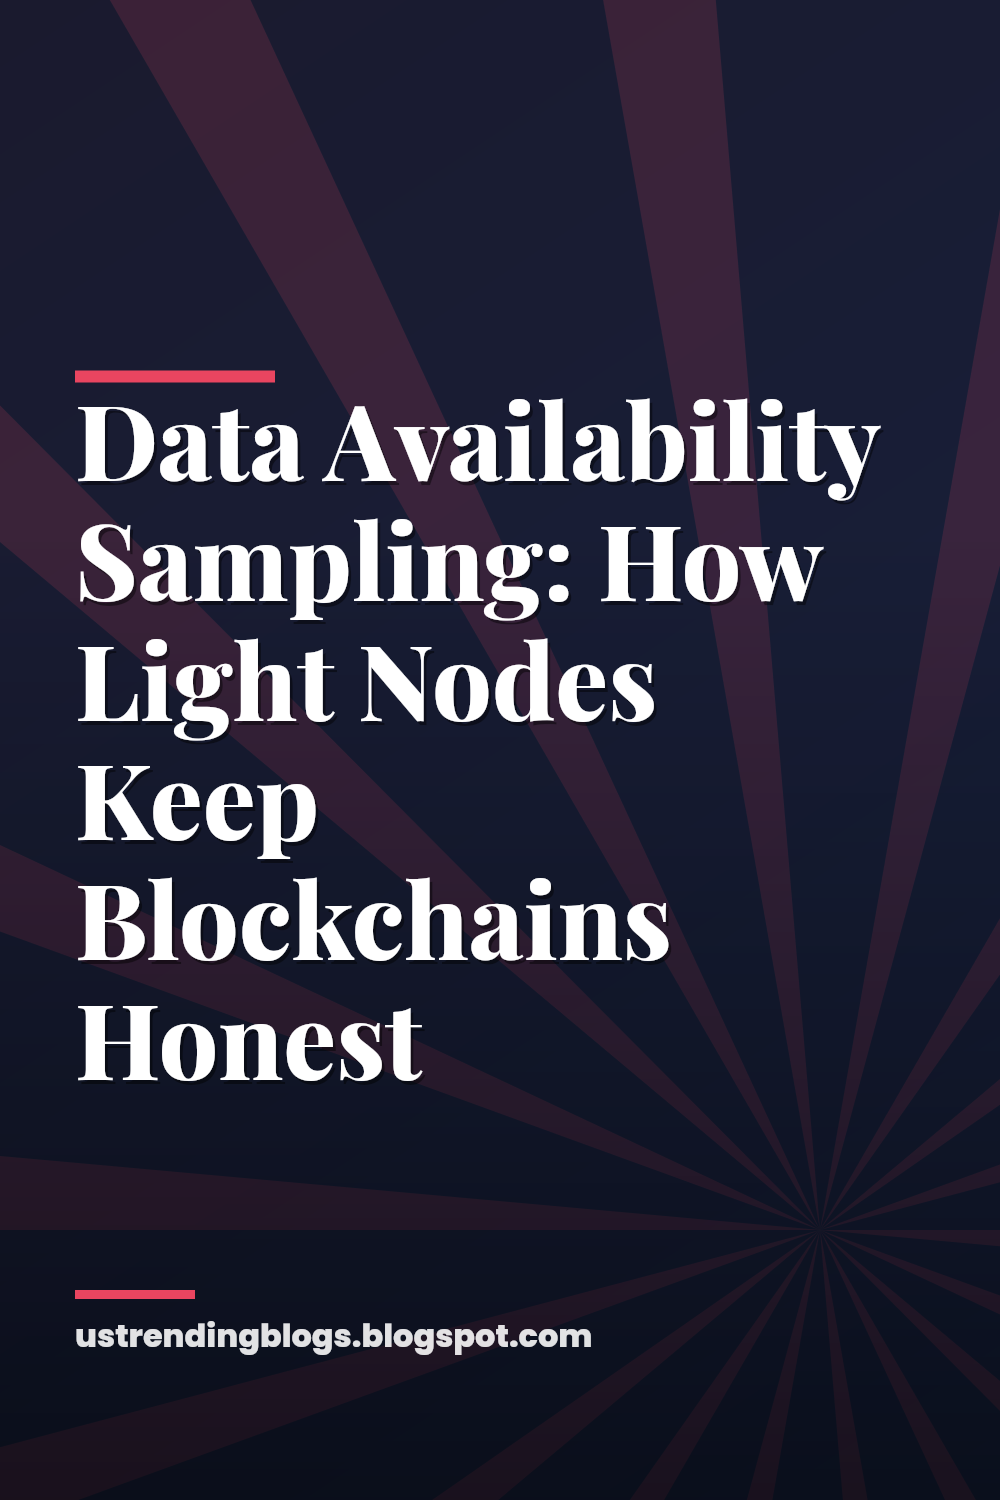 Data Availability
Sampling: How
Light Nodes
Keep
Blockchains
Honest
ustrendingblogs.blogspot.com